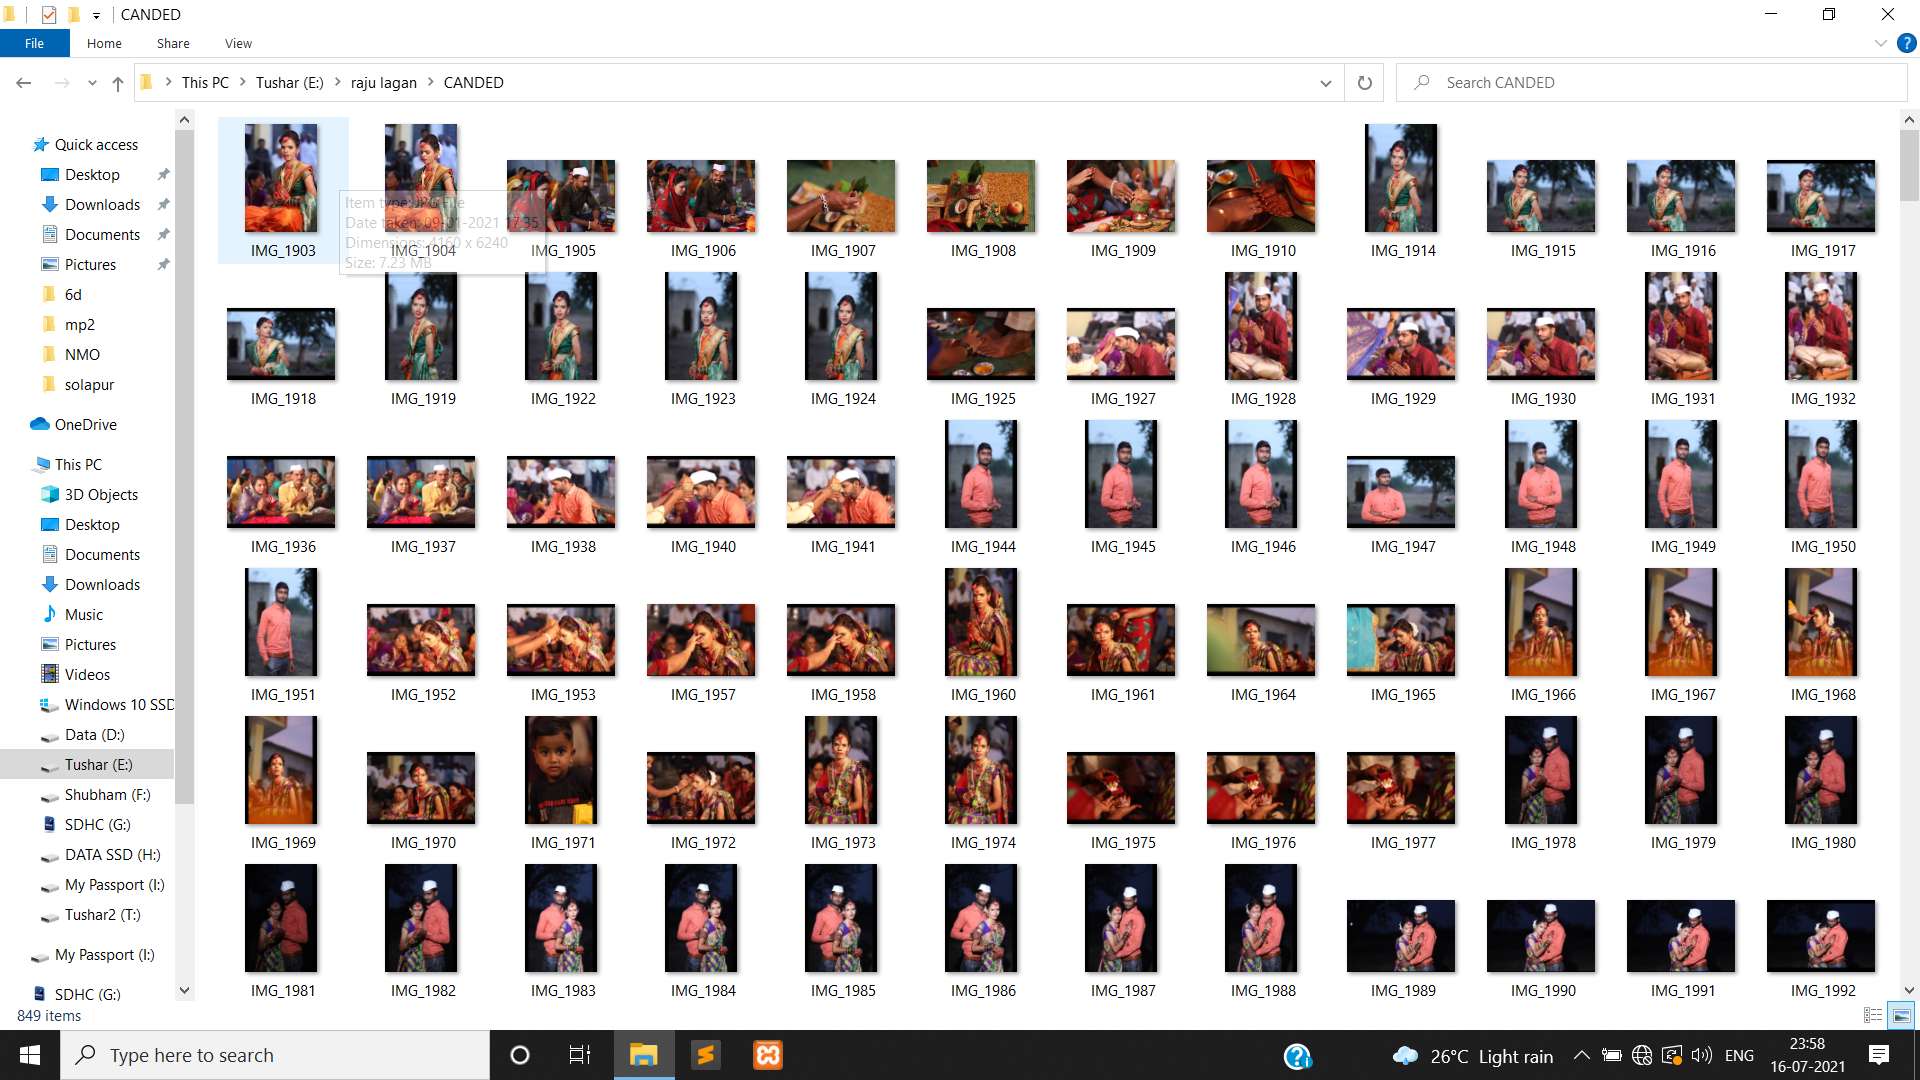 CANDED
File Home Share View
This PC Tushar (E:) raju lagan CANDED
Search CANDED
Quick access
Desktop
Downloads
Documents
Pictures
6d
mp2
NMO
solapur
OneDrive
This PC
3D Objects
Desktop
Documents
Downloads
Music
Pictures
Videos
Windows 10 SSD
Data (D:)
Tushar (E:)
Shubham (F:)
SDHC (G:)
DATA SSD (H:)
My Passport (I:)
Tushar2 (T:)
My Passport (I:)
SDHC (G:)
IMG_1903 IMG_1904 IMG_1905 IMG_1906 IMG_1907 IMG_1908 IMG_1909 IMG_1910 IMG_1914 IMG_1915 IMG_1916 IMG_1917
Item type: JPG File
Date taken: 09-01-2021 17:35
Dimensions: 4160 x 6240
Size: 7.23 MB
IMG_1918 IMG_1919 IMG_1922 IMG_1923 IMG_1924 IMG_1925 IMG_1927 IMG_1928 IMG_1929 IMG_1930 IMG_1931 IMG_1932
IMG_1936 IMG_1937 IMG_1938 IMG_1940 IMG_1941 IMG_1944 IMG_1945 IMG_1946 IMG_1947 IMG_1948 IMG_1949 IMG_1950
IMG_1951 IMG_1952 IMG_1953 IMG_1957 IMG_1958 IMG_1960 IMG_1961 IMG_1964 IMG_1965 IMG_1966 IMG_1967 IMG_1968
IMG_1969 IMG_1970 IMG_1971 IMG_1972 IMG_1973 IMG_1974 IMG_1975 IMG_1976 IMG_1977 IMG_1978 IMG_1979 IMG_1980
IMG_1981 IMG_1982 IMG_1983 IMG_1984 IMG_1985 IMG_1986 IMG_1987 IMG_1988 IMG_1989 IMG_1990 IMG_1991 IMG_1992
849 items
Type here to search
26°C Light rain
ENG
23:58
16-07-2021